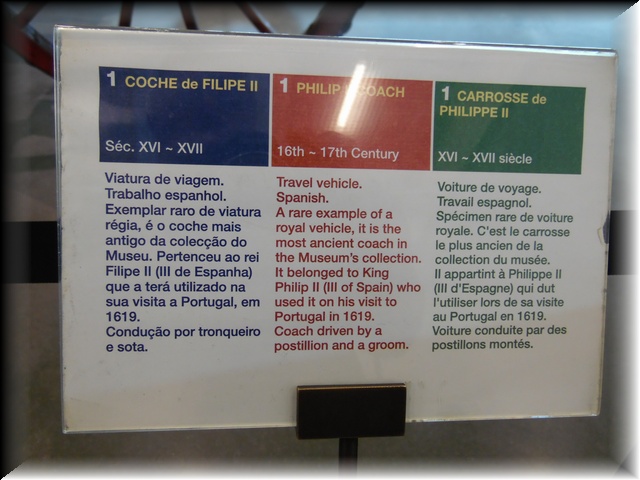 1 COCHE de FILIPE II
Séc. XVI ~ XVII
Viatura de viagem.
Trabalho espanhol.
Exemplar raro de viatura
régia, é o coche mais
antigo da colecção do
Museu. Pertenceu ao rei
Filipe II (III de Espanha)
que a terá utilizado na
sua visita a Portugal, em
1619.
Condução por tronqueiro
e sota.
1 PHILIP COACH
16th ~ 17th Century
Travel vehicle.
Spanish.
A rare example of a
royal vehicle, it is the
most ancient coach in
the Museum's collection.
It belonged to King
Philip II (III of Spain) who
used it on his visit to
Portugal in 1619.
Coach driven by a
postillion and a groom.
1 CARROSSE de
PHILIPPE II
XVI ~ XVII siècle
Voiture de voyage.
Travail espagnol.
Spécimen rare de voiture
royale. C'est le carrosse
le plus ancien de la
collection du musée.
Il appartint à Philippe II
(III d'Espagne) qui dut
l'utiliser lors de sa visite
au Portugal en 1619.
Voiture conduite par des
postillons montés.